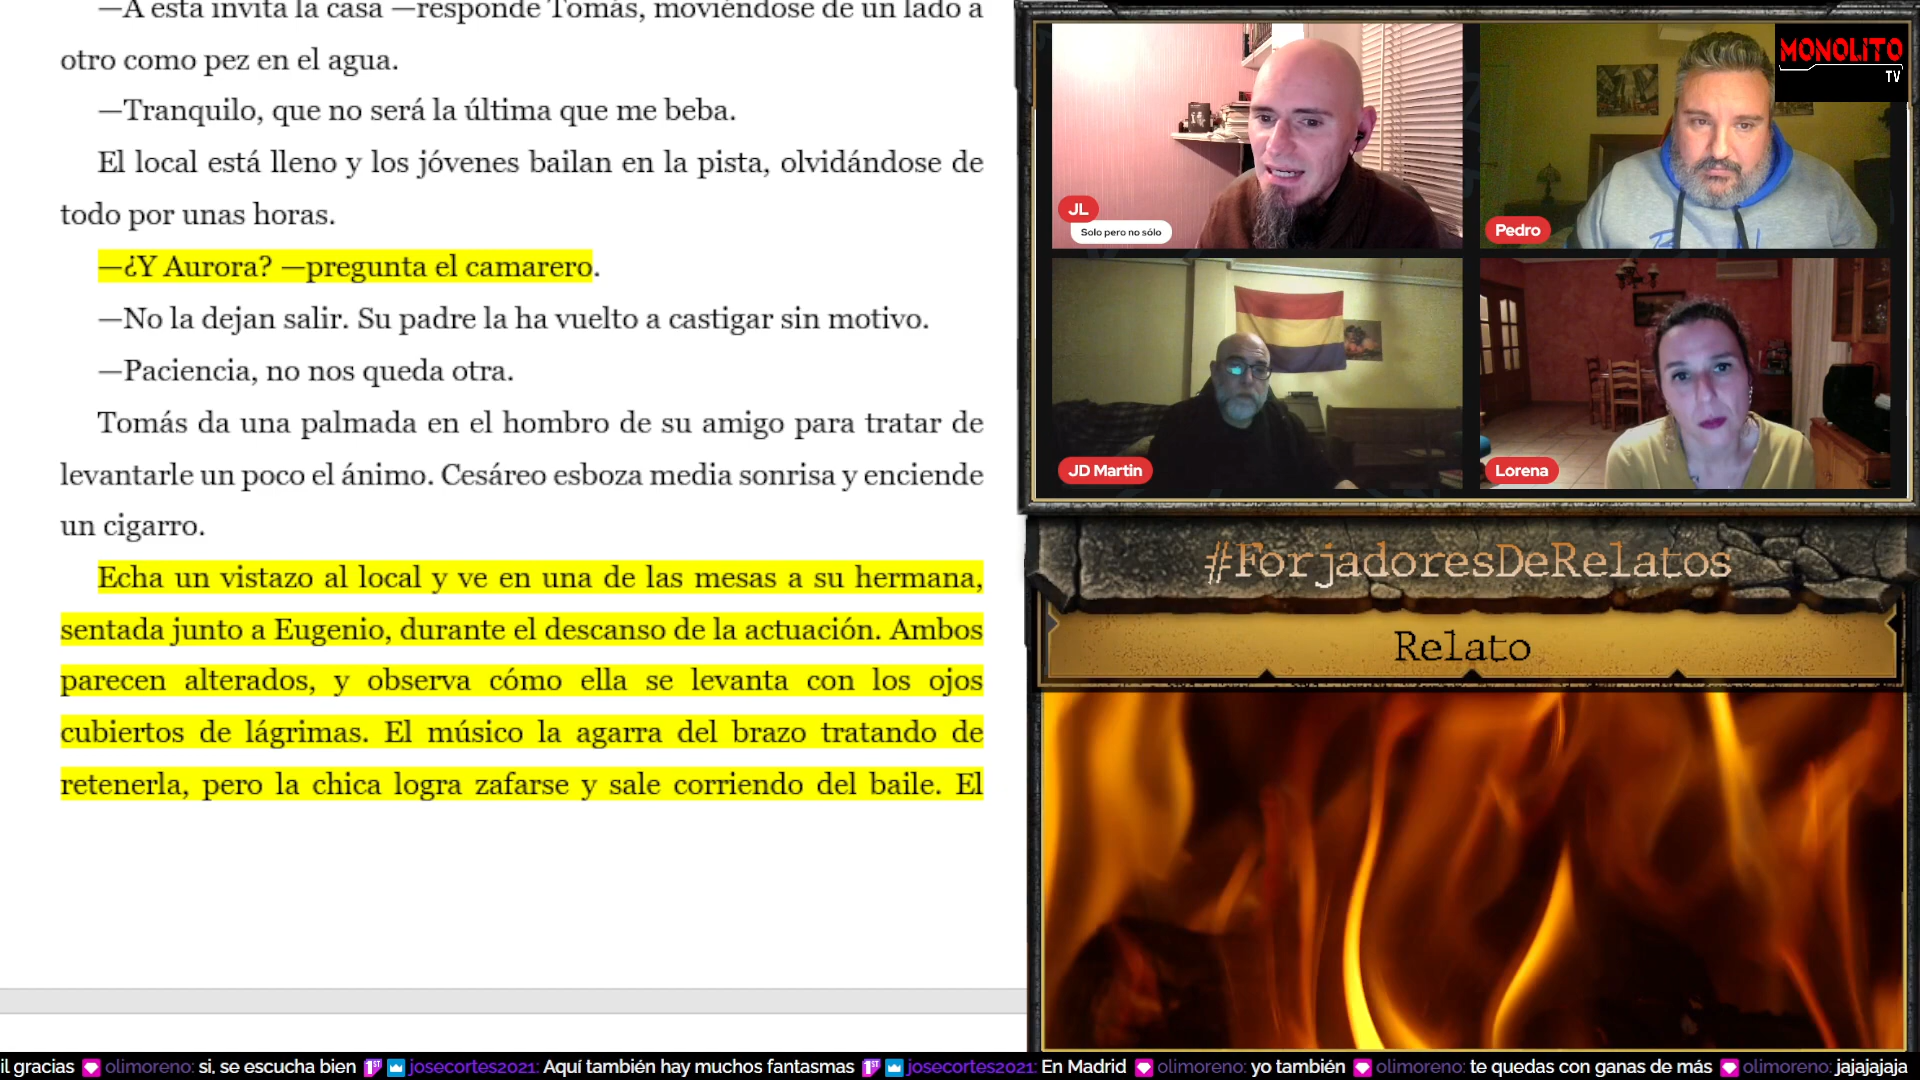 —A esta invita la casa —responde Tomás, moviéndose de un lado a
otro como pez en el agua.
—Tranquilo, que no será la última que me beba.
El local está lleno y los jóvenes bailan en la pista, olvidándose de
todo por unas horas.
—¿Y Aurora? —pregunta el camarero.
—No la dejan salir. Su padre la ha vuelto a castigar sin motivo.
—Paciencia, no nos queda otra.
Tomás da una palmada en el hombro de su amigo para tratar de
levantarle un poco el ánimo. Cesáreo esboza media sonrisa y enciende
un cigarro.
Echa un vistazo al local y ve en una de las mesas a su hermana,
sentada junto a Eugenio, durante el descanso de la actuación. Ambos
parecen alterados, y observa cómo ella se levanta con los ojos
cubiertos de lágrimas. El músico la agarra del brazo tratando de
retenerla, pero la chica logra zafarse y sale corriendo del baile. El
MONOLITO
TV
JL
Solo pero no sólo
Pedro
JD Martin
Lorena
#ForjadoresDeRelatos
Relato
il gracias olimoreno: si, se escucha bien 1ST josecortes2021: Aquí también hay muchos fantasmas 1ST josecortes2021: En Madrid olimoreno: yo también olimoreno: te quedas con ganas de más olimoreno: jajajajaja